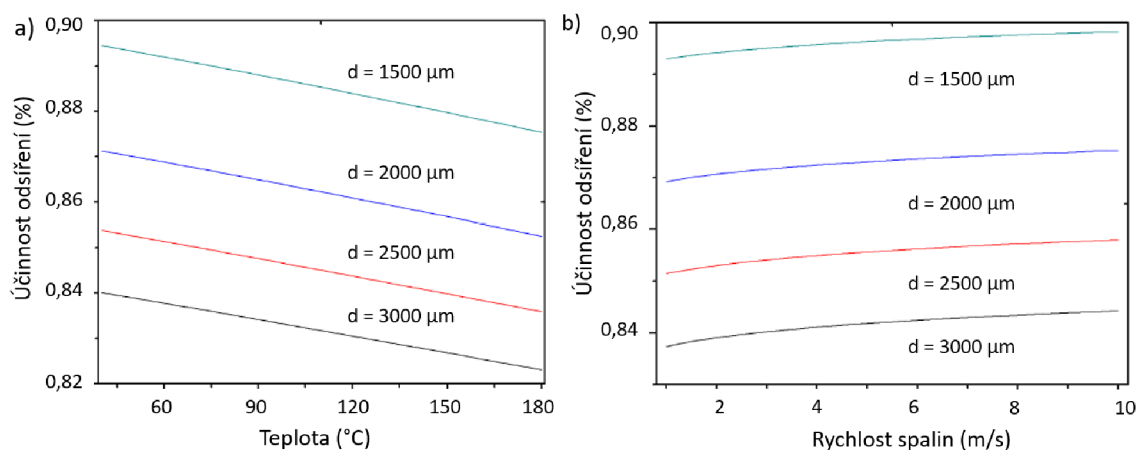 a)
0,90
0,88
0,86
0,84
0,82
Účinnost odsíření (%)
d = 1500 µm
d = 2000 µm
d = 2500 µm
d = 3000 µm
60 90 120 150 180
Teplota (°C)
b)
0,90
0,88
0,86
0,84
Účinnost odsíření (%)
d = 1500 µm
d = 2000 µm
d = 2500 µm
d = 3000 µm
2 4 6 8 10
Rychlost spalin (m/s)